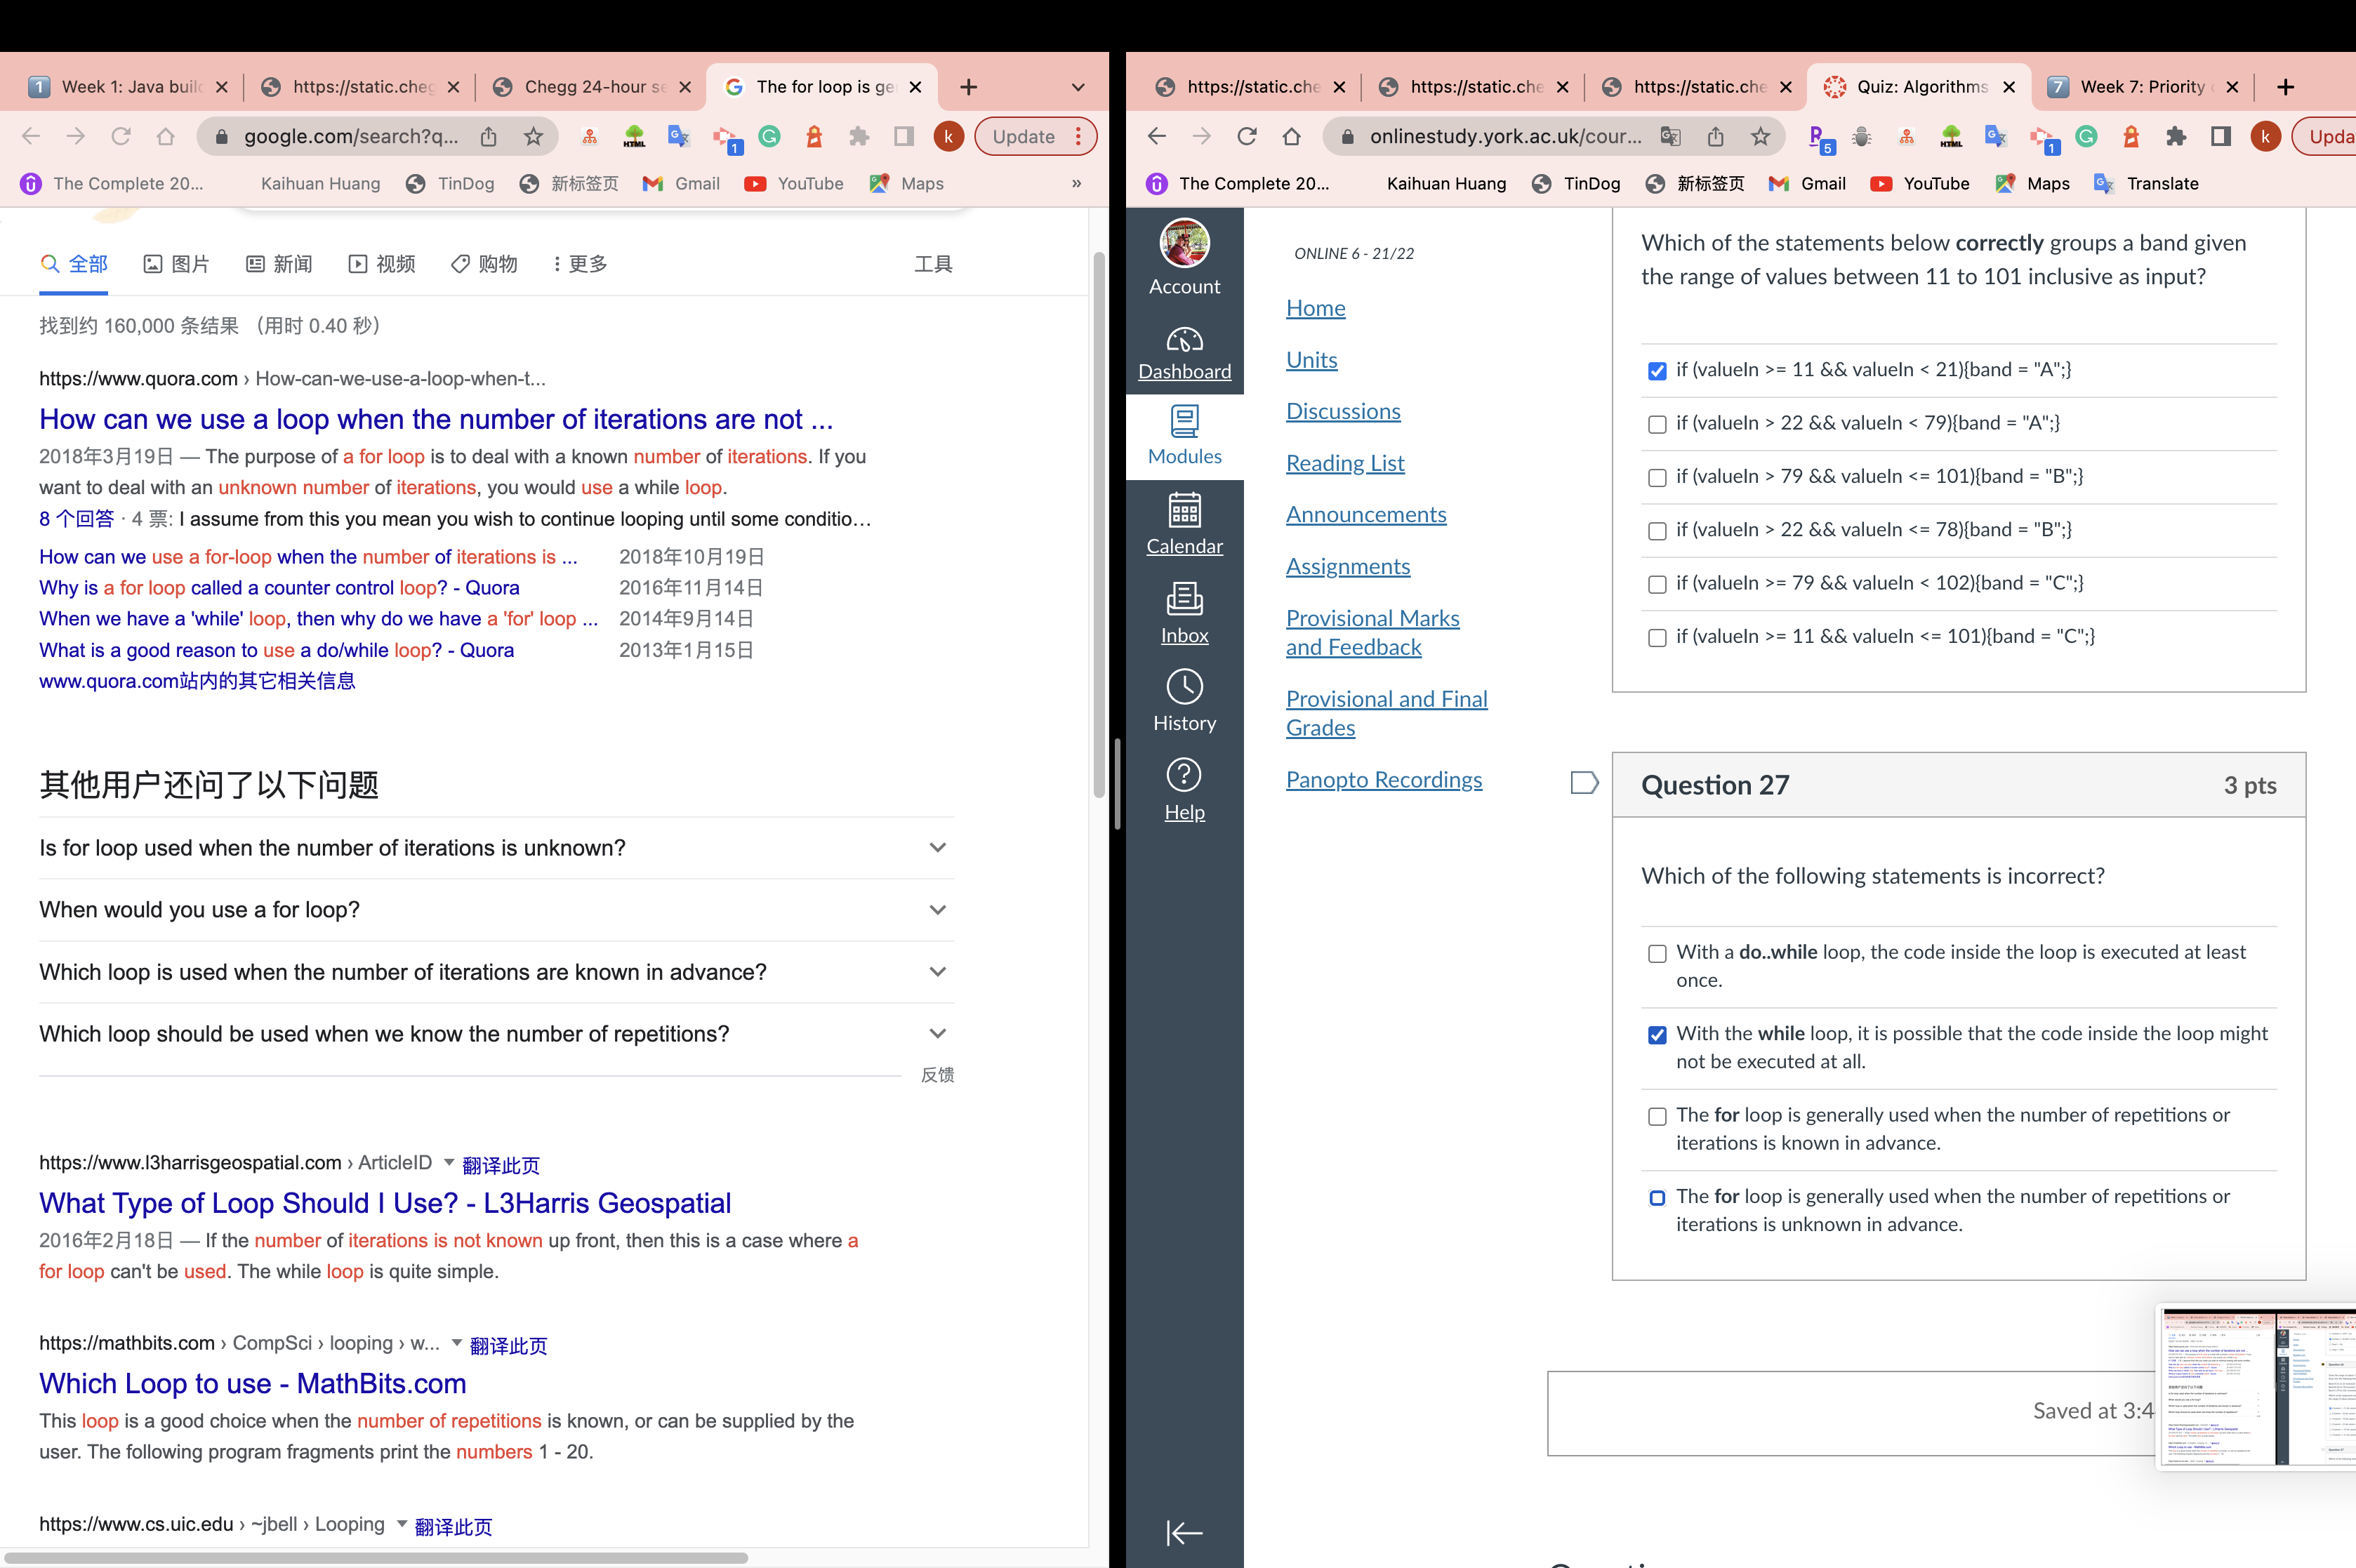 Week 1: Java buil
https://static.cheg
Chegg 24-hour se
The for loop is ge
google.com/search?q...
Update
The Complete 20...
Kaihuan Huang
TinDog
新标签页
Gmail
YouTube
Maps
»
全部
图片
新闻
视频
购物
更多
工具
找到约 160,000 条结果 （用时 0.40 秒）
https://www.quora.com › How-can-we-use-a-loop-when-t...
How can we use a loop when the number of iterations are not ...
2018年3月19日 — The purpose of a for loop is to deal with a known number of iterations. If you
want to deal with an unknown number of iterations, you would use a while loop.
8 个回答 · 4 票: I assume from this you mean you wish to continue looping until some conditio…
How can we use a for-loop when the number of iterations is ... 2018年10月19日
Why is a for loop called a counter control loop? - Quora 2016年11月14日
When we have a 'while' loop, then why do we have a 'for' loop ... 2014年9月14日
What is a good reason to use a do/while loop? - Quora 2013年1月15日
www.quora.com站内的其它相关信息
其他用户还问了以下问题
Is for loop used when the number of iterations is unknown?
When would you use a for loop?
Which loop is used when the number of iterations are known in advance?
Which loop should be used when we know the number of repetitions?
反馈
https://www.l3harrisgeospatial.com › ArticleID 翻译此页
What Type of Loop Should I Use? - L3Harris Geospatial
2016年2月18日 — If the number of iterations is not known up front, then this is a case where a
for loop can't be used. The while loop is quite simple.
https://mathbits.com › CompSci › looping › w... 翻译此页
Which Loop to use - MathBits.com
This loop is a good choice when the number of repetitions is known, or can be supplied by the
user. The following program fragments print the numbers 1 - 20.
https://www.cs.uic.edu › ~jbell › Looping 翻译此页
https://static.che
https://static.che
https://static.che
Quiz: Algorithms
Week 7: Priority
onlinestudy.york.ac.uk/cour...
Upda
The Complete 20...
Kaihuan Huang
TinDog
新标签页
Gmail
YouTube
Maps
Translate
Account
Dashboard
Modules
Calendar
Inbox
History
Help
ONLINE 6 - 21/22
Home
Units
Discussions
Reading List
Announcements
Assignments
Provisional Marks
and Feedback
Provisional and Final
Grades
Panopto Recordings
Which of the statements below correctly groups a band given
the range of values between 11 to 101 inclusive as input?
if (valueIn >= 11 && valueIn < 21){band = "A";}
if (valueIn > 22 && valueIn < 79){band = "A";}
if (valueIn > 79 && valueIn <= 101){band = "B";}
if (valueIn > 22 && valueIn <= 78){band = "B";}
if (valueIn >= 79 && valueIn < 102){band = "C";}
if (valueIn >= 11 && valueIn <= 101){band = "C";}
Question 27 3 pts
Which of the following statements is incorrect?
With a do..while loop, the code inside the loop is executed at least
once.
With the while loop, it is possible that the code inside the loop might
not be executed at all.
The for loop is generally used when the number of repetitions or
iterations is known in advance.
The for loop is generally used when the number of repetitions or
iterations is unknown in advance.
Saved at 3:4